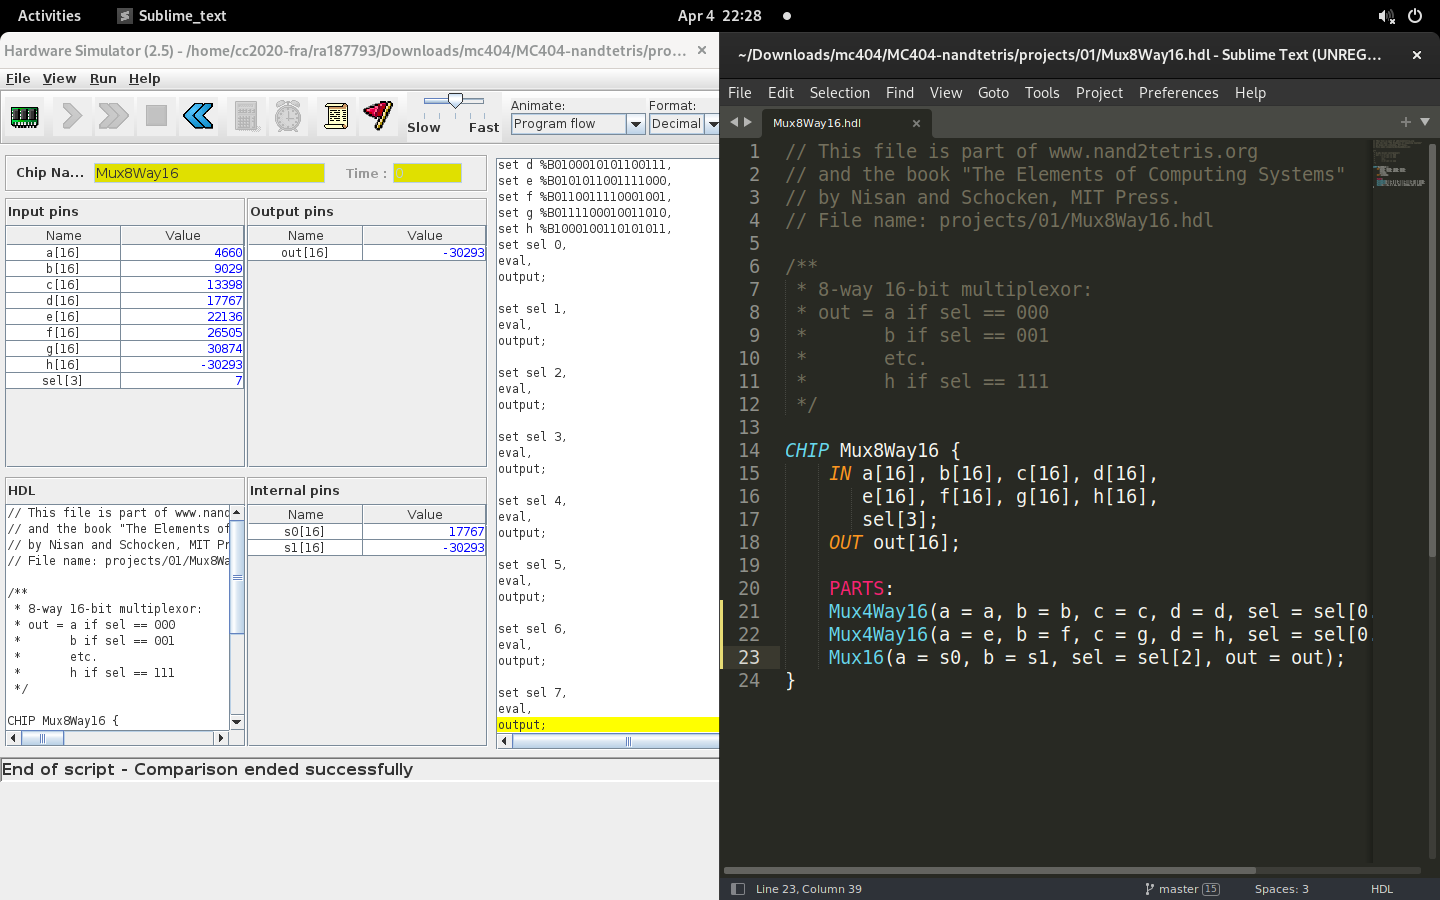 Activities
Sublime_text
Apr 4 22:28
Hardware Simulator (2.5) - /home/cc2020-fra/ra187793/Downloads/mc404/MC404-nandtetris/pro...
File View Run Help
Slow Fast
Animate:
Program flow
Format:
Decimal
Chip Na...
Mux8Way16
Time :
0
Input pins
Name Value
a[16] 4660
b[16] 9029
c[16] 13398
d[16] 17767
e[16] 22136
f[16] 26505
g[16] 30874
h[16] -30293
sel[3] 7
Output pins
Name Value
out[16] -30293
HDL
// This file is part of www.nand
// and the book "The Elements of
// by Nisan and Schocken, MIT Pr
// File name: projects/01/Mux8Wa
/**
* 8-way 16-bit multiplexor:
* out = a if sel == 000
* b if sel == 001
* etc.
* h if sel == 111
*/
CHIP Mux8Way16 {
Internal pins
Name Value
s0[16] 17767
s1[16] -30293
set d %B0100010101100111,
set e %B0101011001111000,
set f %B0110011110001001,
set g %B0111100010011010,
set h %B1000100110101011,
set sel 0,
eval,
output;
set sel 1,
eval,
output;
set sel 2,
eval,
output;
set sel 3,
eval,
output;
set sel 4,
eval,
output;
set sel 5,
eval,
output;
set sel 6,
eval,
output;
set sel 7,
eval,
output;
End of script - Comparison ended successfully
~/Downloads/mc404/MC404-nandtetris/projects/01/Mux8Way16.hdl - Sublime Text (UNREG...
File Edit Selection Find View Goto Tools Project Preferences Help
Mux8Way16.hdl
1 // This file is part of www.nand2tetris.org
2 // and the book "The Elements of Computing Systems"
3 // by Nisan and Schocken, MIT Press.
4 // File name: projects/01/Mux8Way16.hdl
5
6 /**
7 * 8-way 16-bit multiplexor:
8 * out = a if sel == 000
9 * b if sel == 001
10 * etc.
11 * h if sel == 111
12 */
13
14 CHIP Mux8Way16 {
15 IN a[16], b[16], c[16], d[16],
16 e[16], f[16], g[16], h[16],
17 sel[3];
18 OUT out[16];
19
20 PARTS:
21 Mux4Way16(a = a, b = b, c = c, d = d, sel = sel[0.
22 Mux4Way16(a = e, b = f, c = g, d = h, sel = sel[0.
23 Mux16(a = s0, b = s1, sel = sel[2], out = out);
24 }
Line 23, Column 39
master 15
Spaces: 3
HDL